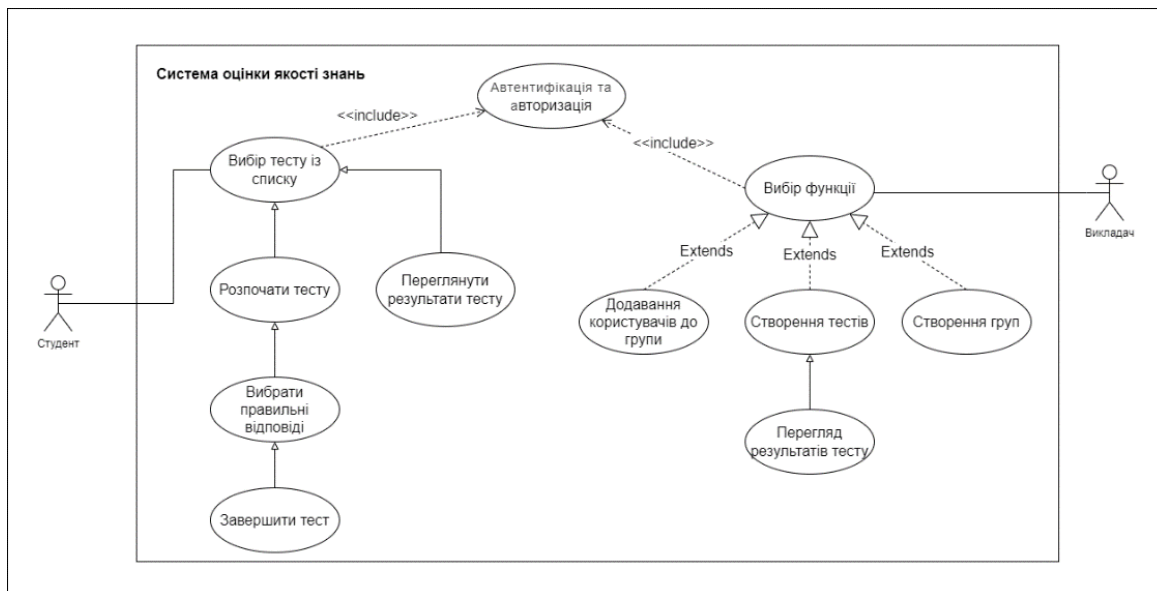 Система оцінки якості знань
Автентифікація та
авторизація
<<include>>
<<include>>
Вибір тесту із
списку
Вибір функції
Викладач
Extends
Extends
Extends
Розпочати тесту
Переглянути
результати тесту
Додавання
користувачів до
групи
Створення тестів
Створення груп
Студент
Вибрати
правильні
відповіді
Перегляд
результатів тесту
Завершити тест